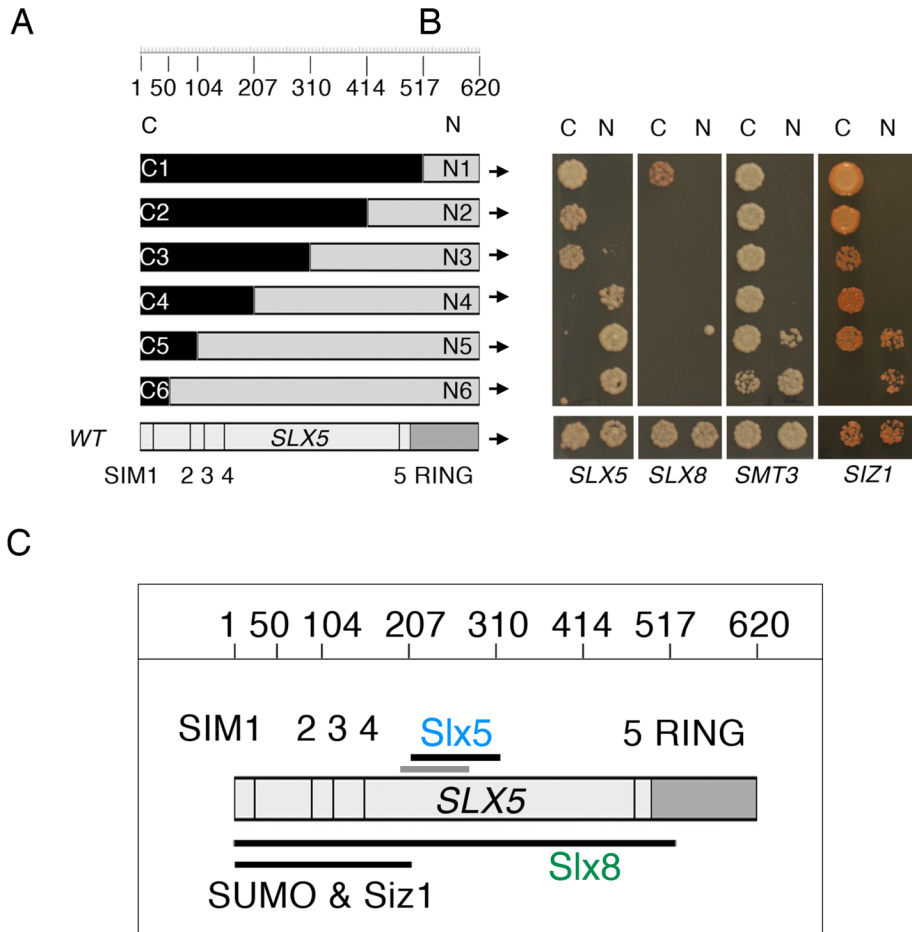 A
B
1 50 104 207 310 414 517 620
C N
C N C N C N C N
C1 N1
C2 N2
C3 N3
C4 N4
C5 N5
C6 N6
WT SLX5
SIM1 2 3 4 5 RING
SLX5 SLX8 SMT3 SIZ1
C
1 50 104 207 310 414 517 620
SIM1 2 3 4 Slx5 5 RING
SLX5
Slx8
SUMO & Siz1